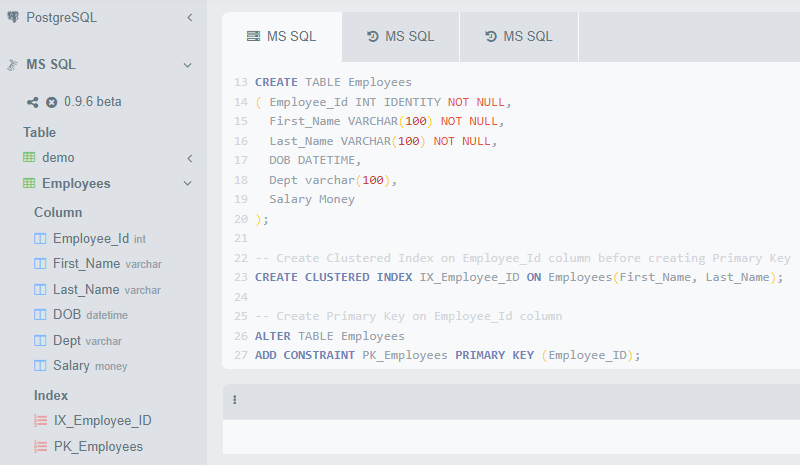 PostgreSQL
MS SQL
0.9.6 beta
Table
demo
Employees
Column
Employee_Id int
First_Name varchar
Last_Name varchar
DOB datetime
Dept varchar
Salary money
Index
IX_Employee_ID
PK_Employees
MS SQL
MS SQL
MS SQL
13 CREATE TABLE Employees
14 ( Employee_Id INT IDENTITY NOT NULL,
15 First_Name VARCHAR(100) NOT NULL,
16 Last_Name VARCHAR(100) NOT NULL,
17 DOB DATETIME,
18 Dept varchar(100),
19 Salary Money
20 );
21
22 -- Create Clustered Index on Employee_Id column before creating Primary Key
23 CREATE CLUSTERED INDEX IX_Employee_ID ON Employees(First_Name, Last_Name);
24
25 -- Create Primary Key on Employee_Id column
26 ALTER TABLE Employees
27 ADD CONSTRAINT PK_Employees PRIMARY KEY (Employee_ID);